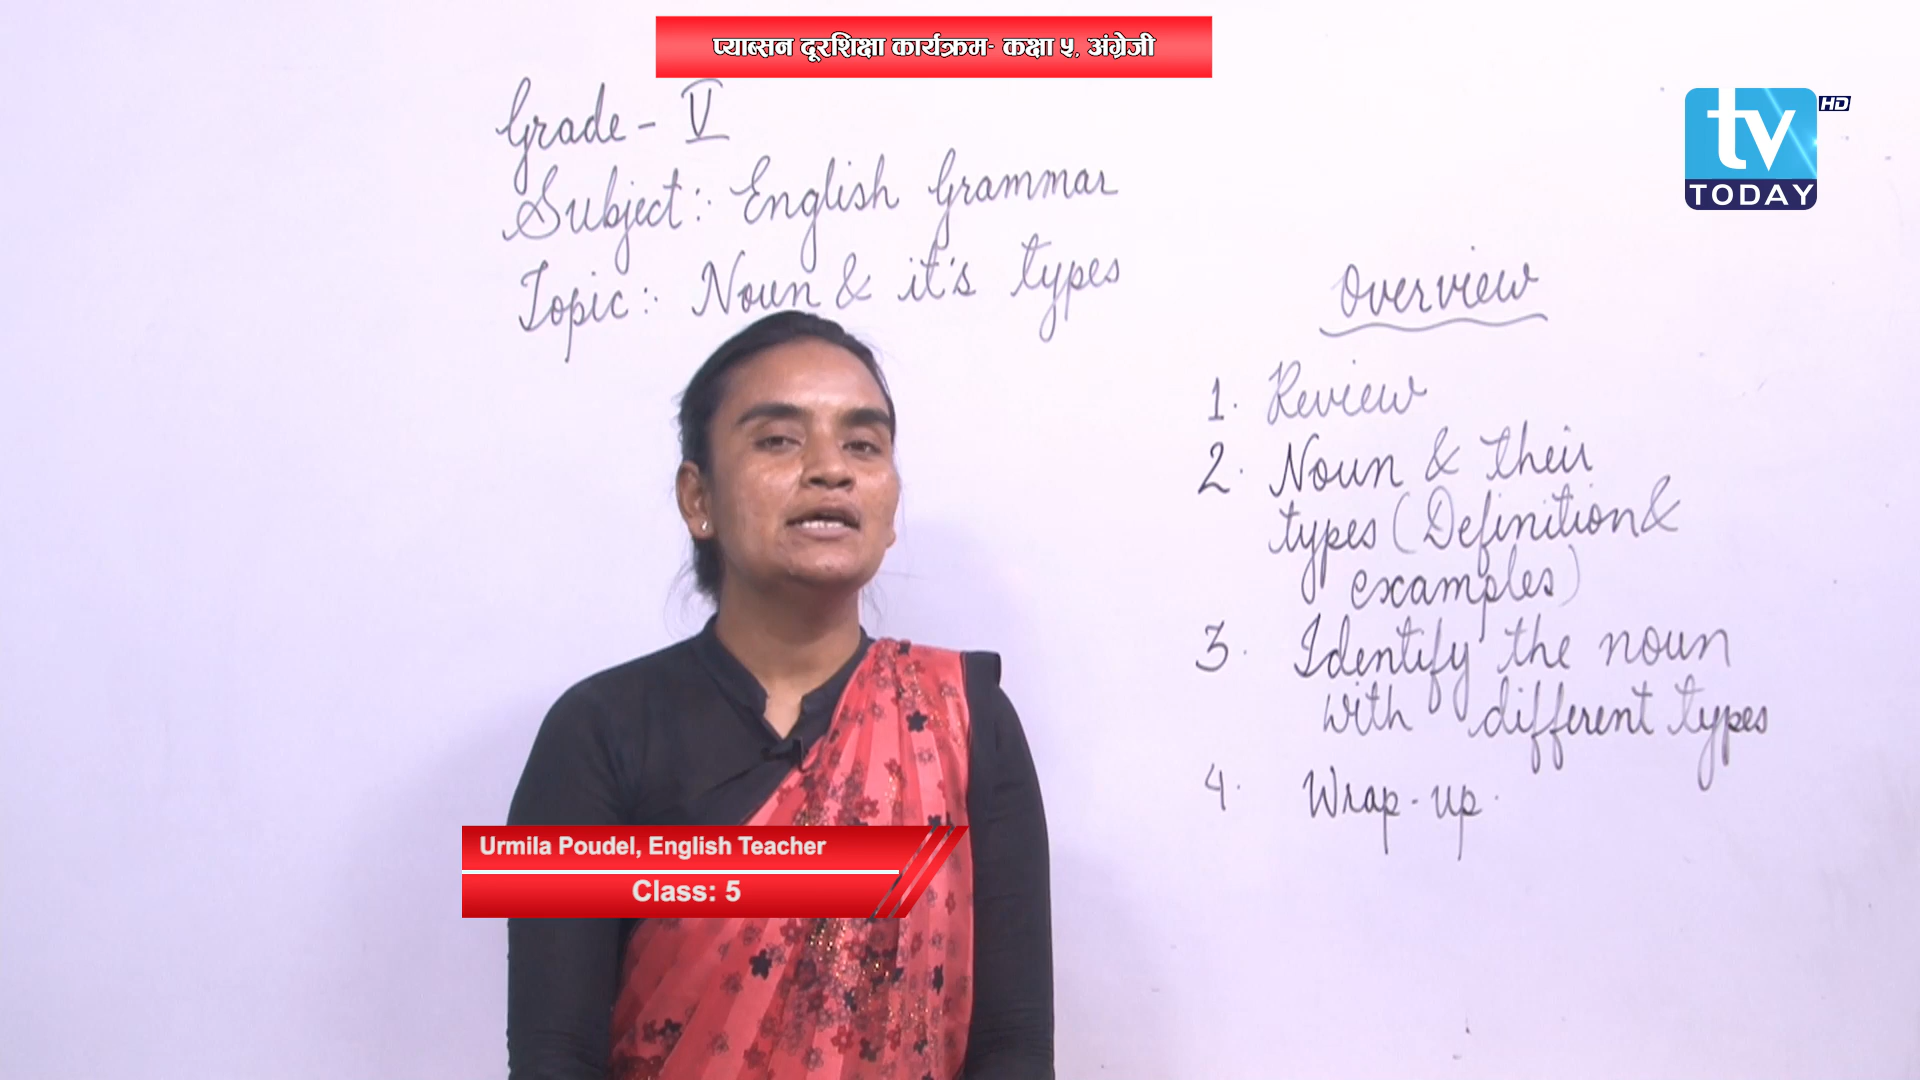 प्याब्सन दूरशिक्षा कार्यक्रम- कक्षा ५, अंग्रेजी
tv HD
TODAY
Grade - V
Subject: English Grammar
Topic: Noun & it's types
Overview
1. Review
2. Noun & their
types (Definition &
examples)
3. Identify the noun
with different types
4. Wrap-up.
Urmila Poudel, English Teacher
Class: 5